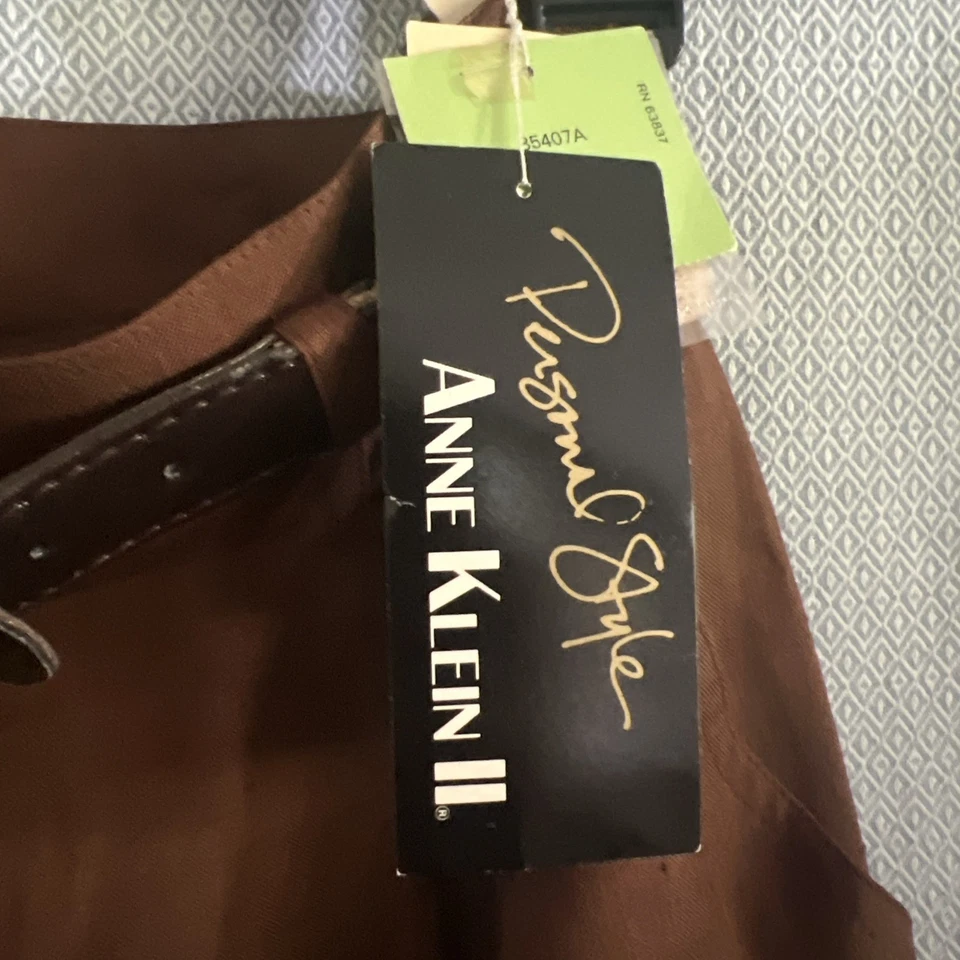 RN 63837
35407A
Personal Style
ANNE KLEIN II®